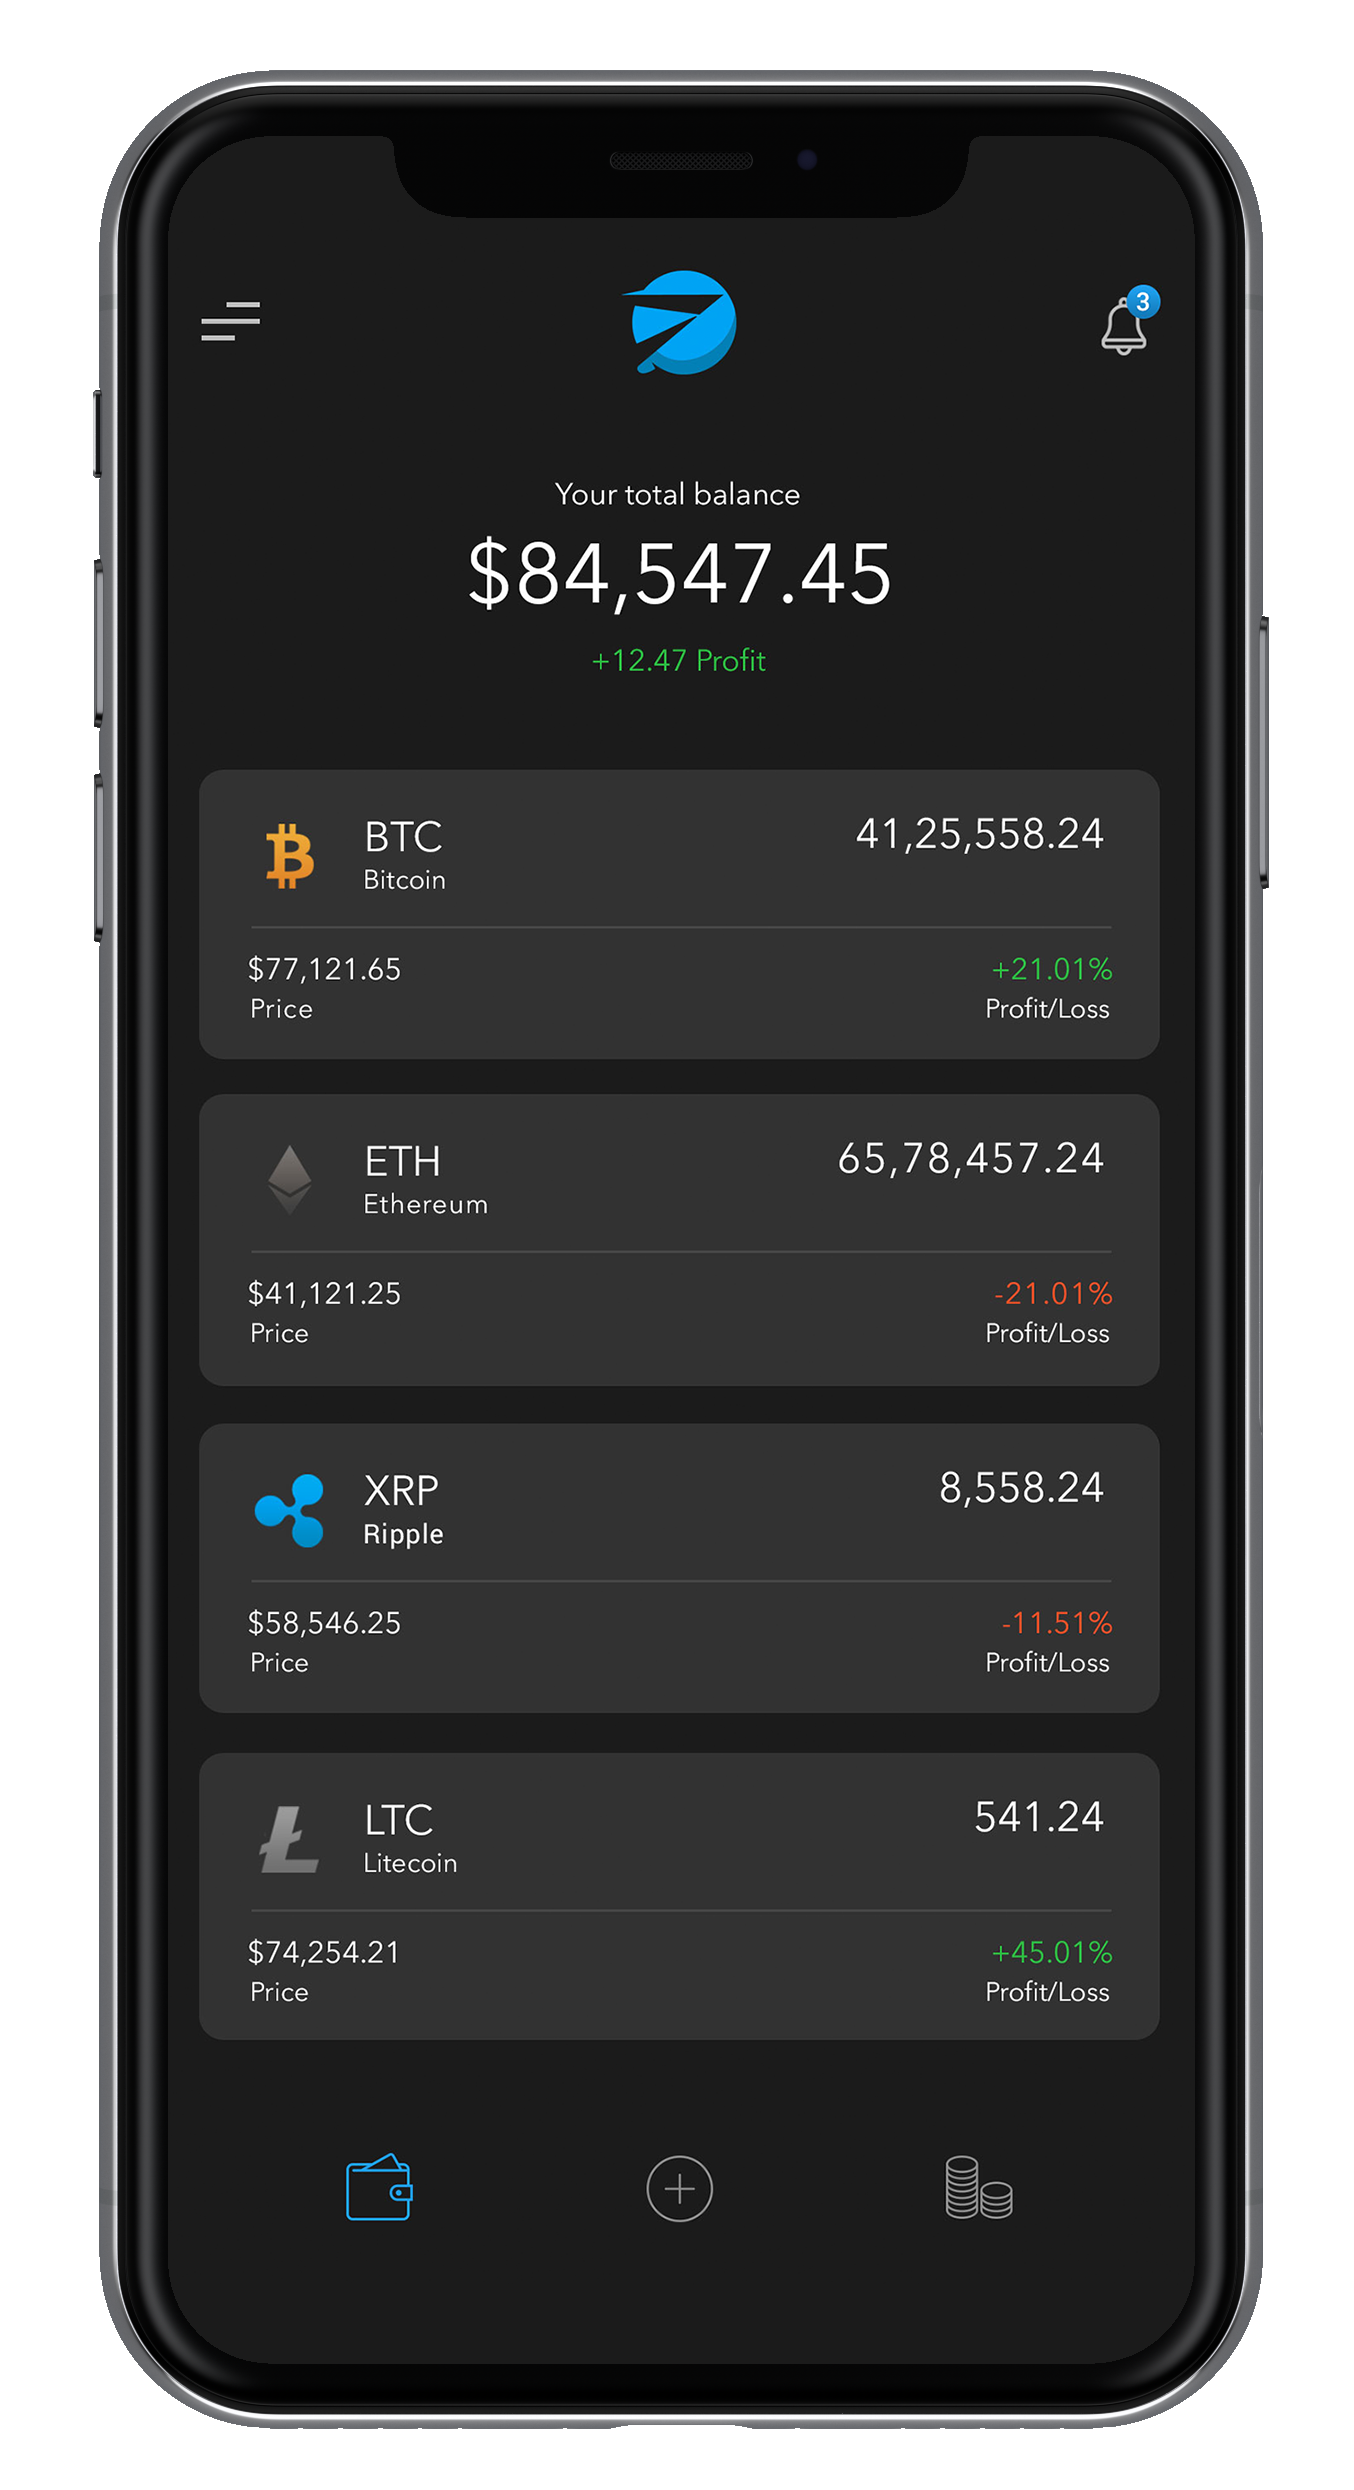 3
Your total balance
$84,547.45
+12.47 Profit
BTC
41,25,558.24
Bitcoin
$77,121.65
+21.01%
Price
Profit/Loss
ETH
65,78,457.24
Ethereum
$41,121.25
-21.01%
Price
Profit/Loss
XRP
8,558.24
Ripple
$58,546.25
-11.51%
Price
Profit/Loss
LTC
541.24
Litecoin
$74,254.21
+45.01%
Price
Profit/Loss